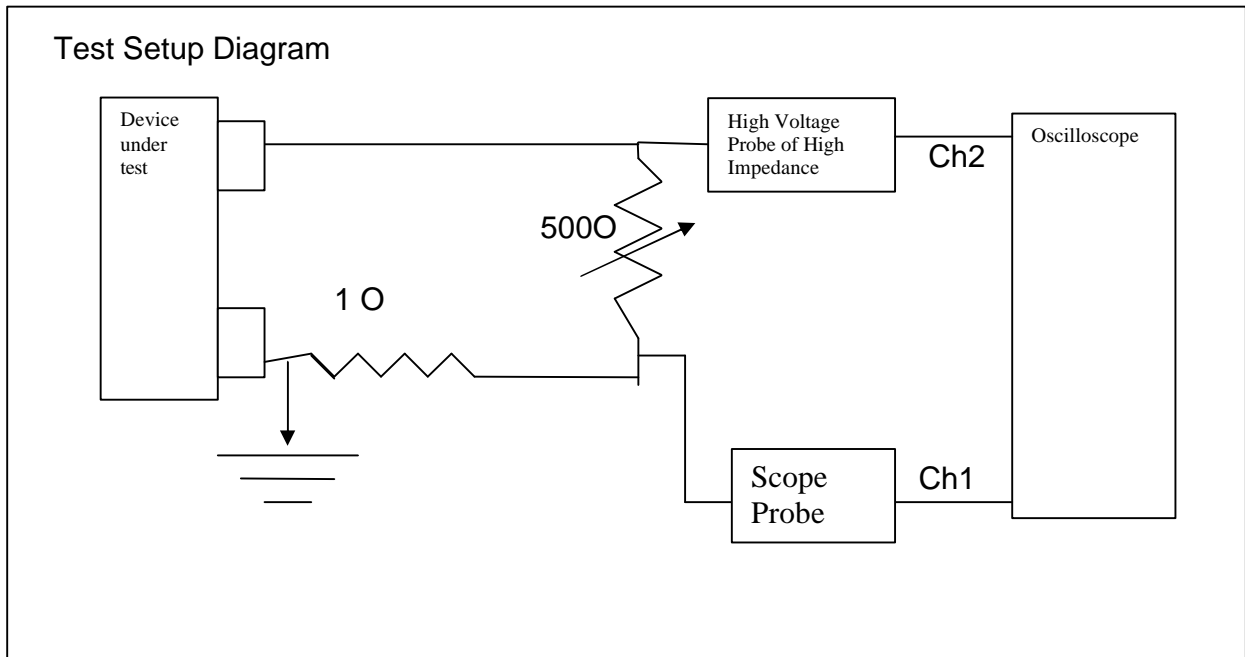 Test Setup Diagram
Device
under
test
High Voltage
Probe of High
Impedance
Ch2
Oscilloscope
500O
1 O
Scope
Probe
Ch1